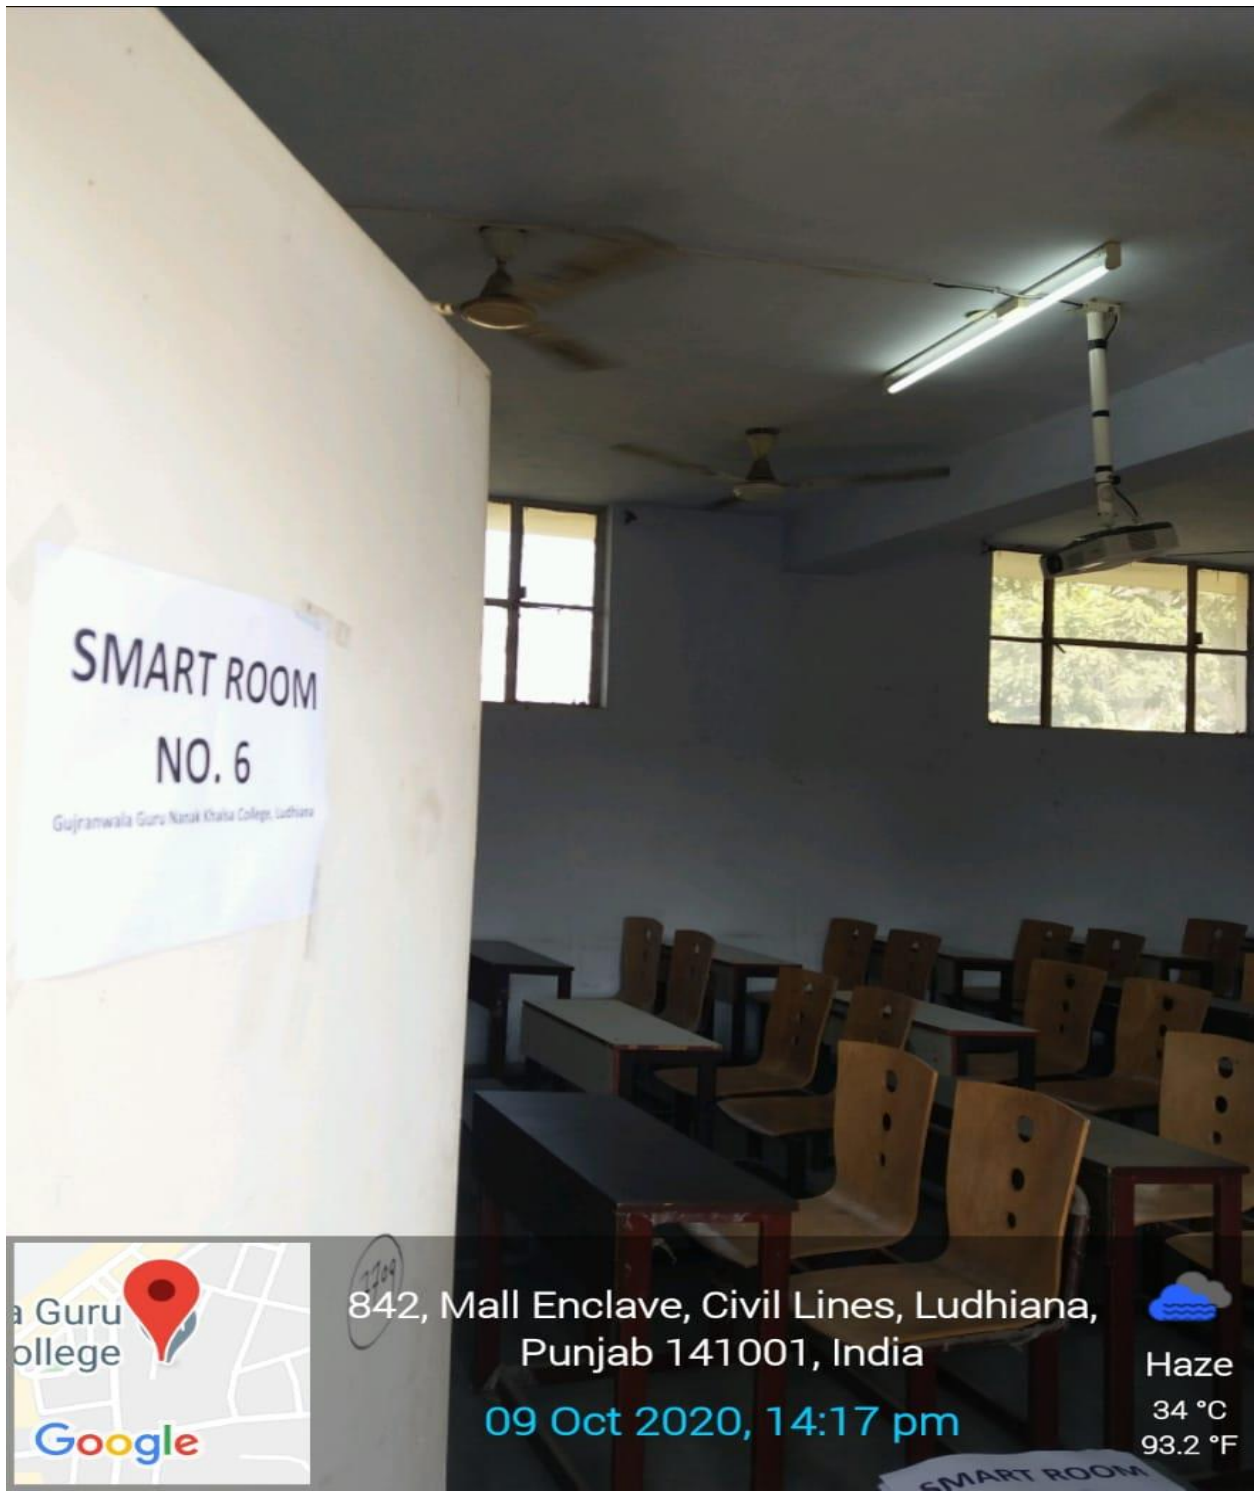 SMART ROOM
NO. 6
Gujranwala Guru Nanak Khalsa College, Ludhiana
a Guru
ollege
Google
842, Mall Enclave, Civil Lines, Ludhiana,
Punjab 141001, India
09 Oct 2020, 14:17 pm
Haze
34 °C
93.2 °F
SMART ROOM